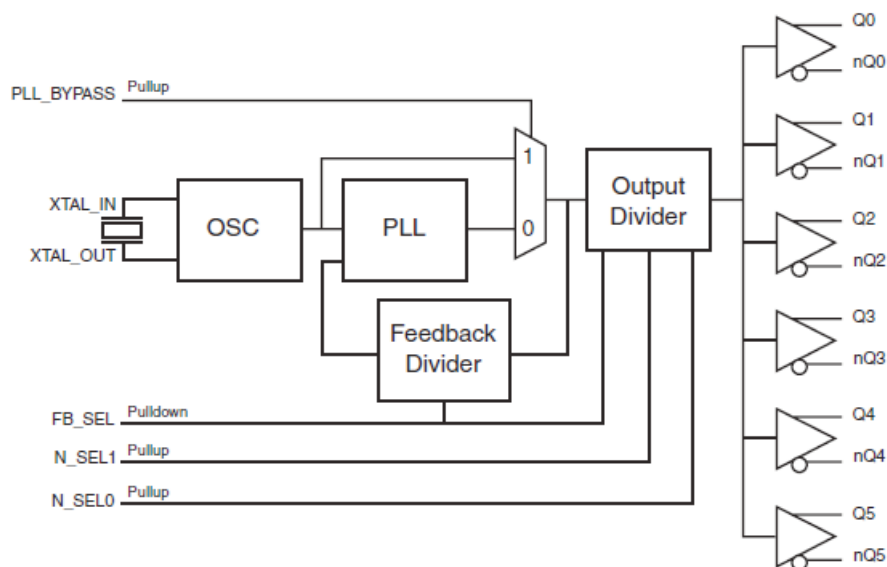 Q0
nQ0
PLL_BYPASS
Pullup
Q1
1
nQ1
XTAL_IN
OSC
PLL
Output
Divider
XTAL_OUT
0
Q2
nQ2
Feedback
Divider
Q3
nQ3
FB_SEL
Pulldown
Q4
N_SEL1
Pullup
nQ4
N_SEL0
Pullup
Q5
nQ5